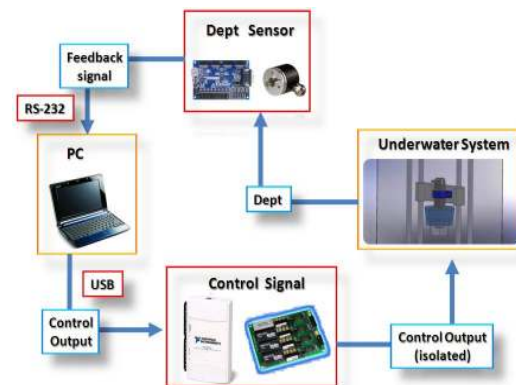 Dept Sensor
Feedback
signal
RS-232
PC
Underwater System
Dept
USB
Control Signal
Control
Output
Control Output
(isolated)